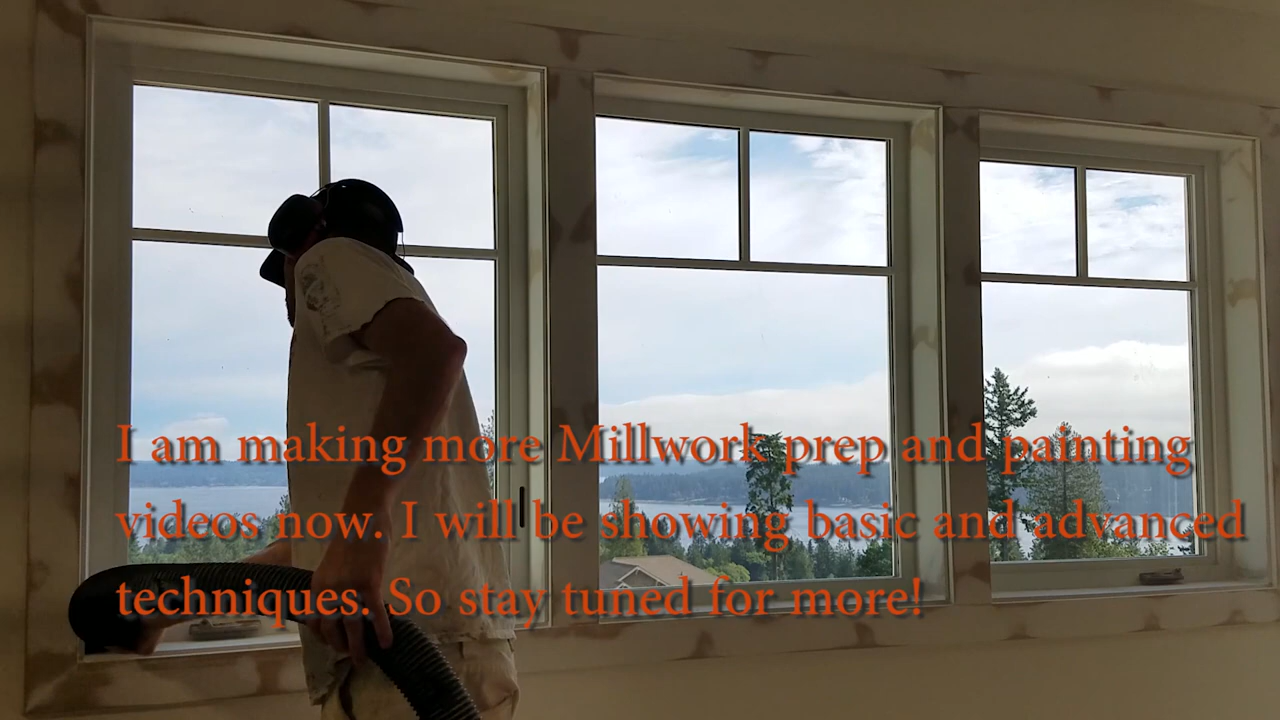 I am making more Millwork prep and painting
videos now. I will be showing basic and advanced
techniques. So stay tuned for more!